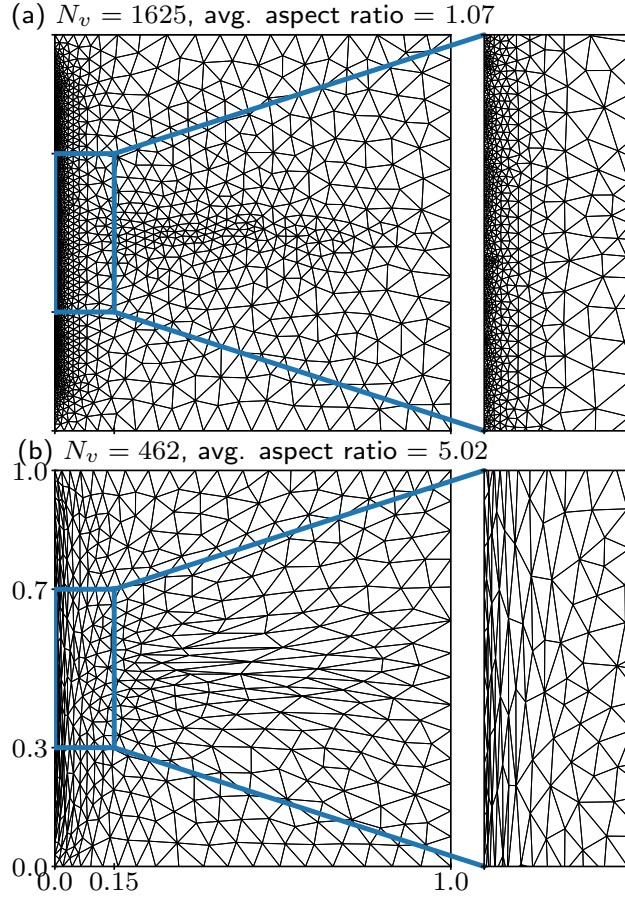 (a) N_v = 1625, avg. aspect ratio = 1.07
(b) N_v = 462, avg. aspect ratio = 5.02
1.0
0.7
0.3
0.0
0.0 0.15 1.0